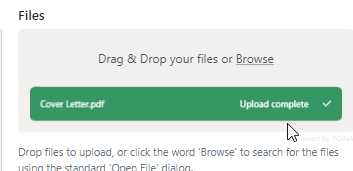 Files
Drag & Drop your files or Browse
Cover Letter.pdf Upload complete
Drop files to upload, or click the word 'Browse' to search for the files
using the standard 'Open File' dialog.